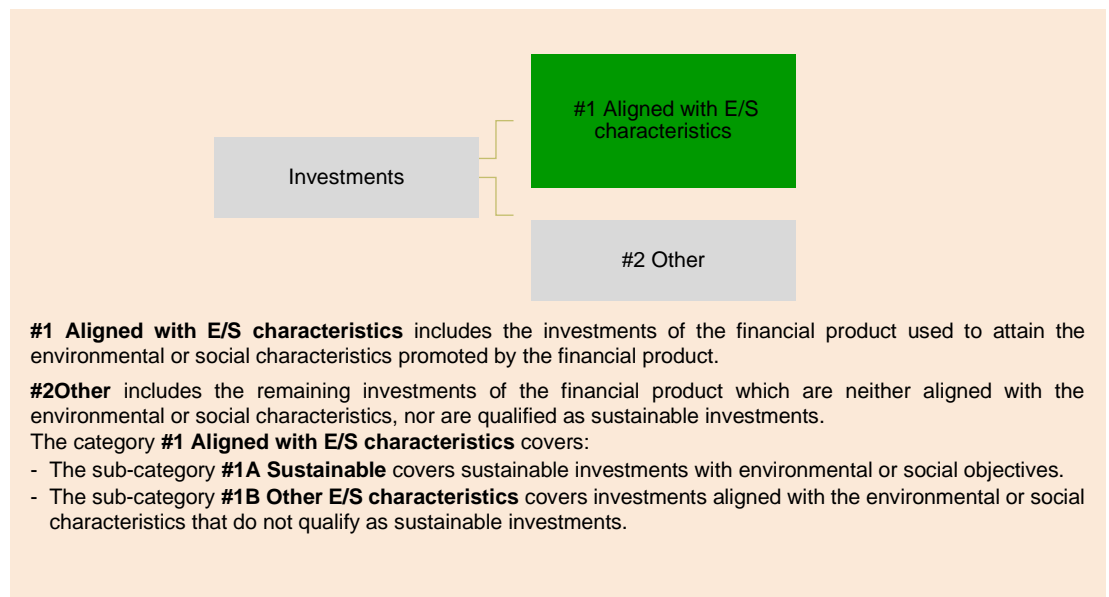 #1 Aligned with E/S
characteristics
Investments
#2 Other
#1 Aligned with E/S characteristics includes the investments of the financial product used to attain the
environmental or social characteristics promoted by the financial product.
#2Other includes the remaining investments of the financial product which are neither aligned with the
environmental or social characteristics, nor are qualified as sustainable investments.
The category #1 Aligned with E/S characteristics covers:
- The sub-category #1A Sustainable covers sustainable investments with environmental or social objectives.
- The sub-category #1B Other E/S characteristics covers investments aligned with the environmental or social
characteristics that do not qualify as sustainable investments.